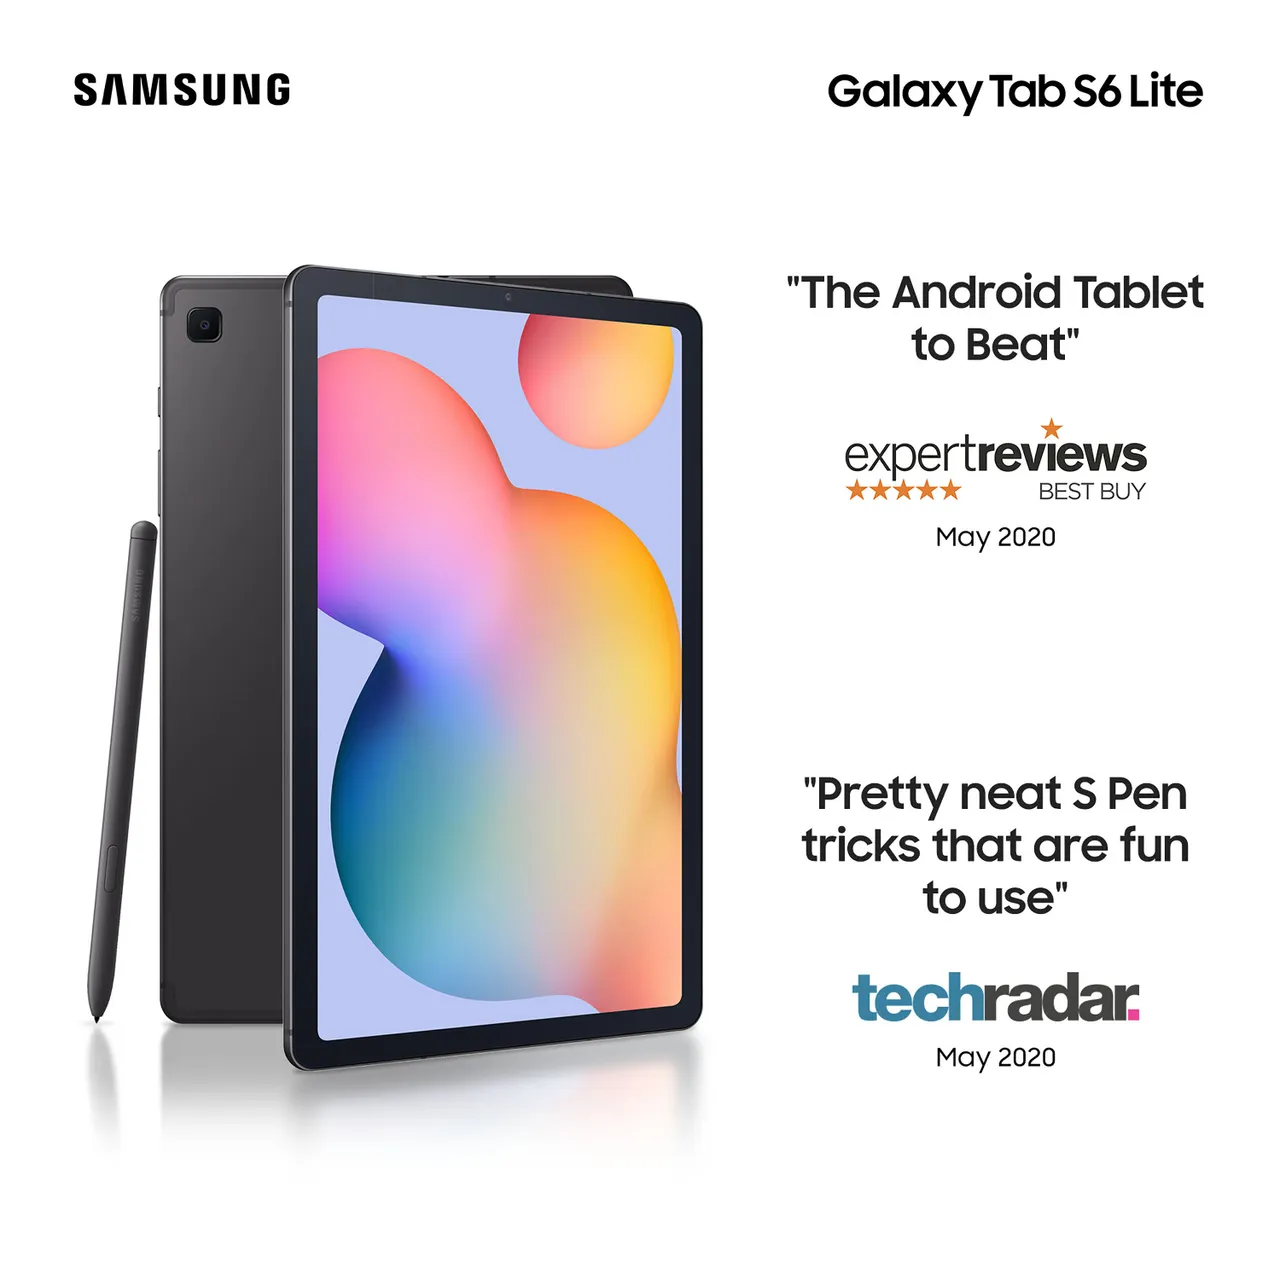 SAMSUNG
Galaxy Tab S6 Lite
"The Android Tablet
to Beat"
expertreviews
BEST BUY
May 2020
SAMSUNG
"Pretty neat S Pen
tricks that are fun
to use"
techradar.
May 2020